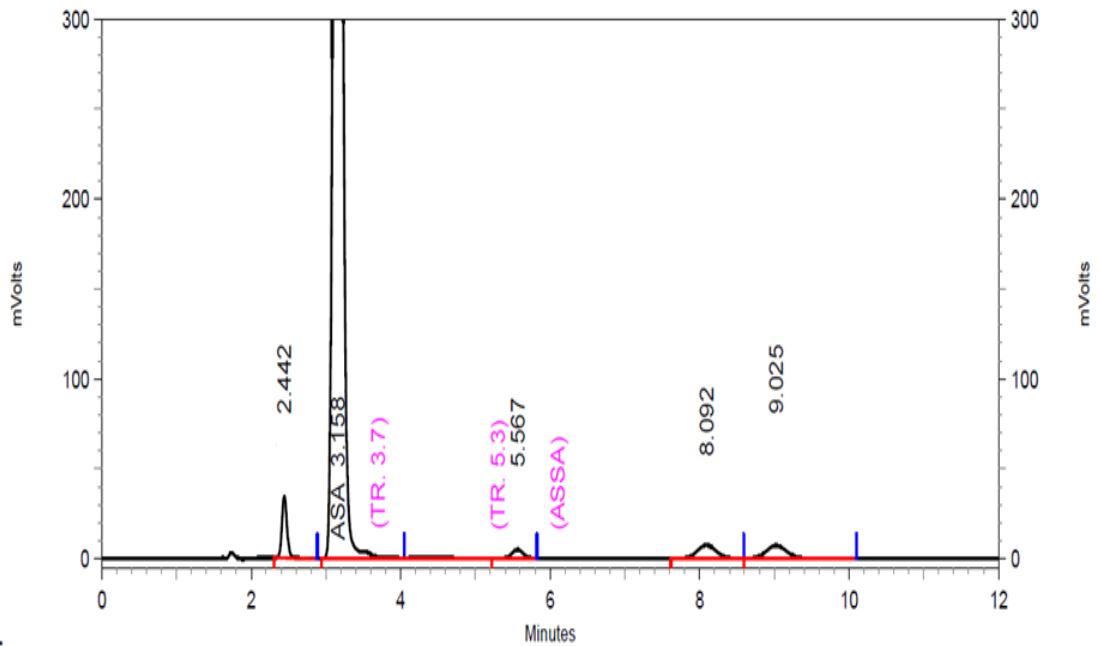 300
300
200
200
100
100
0
0
mVolts
mVolts
2.442
ASA 3.158
(TR. 3.7)
(TR. 5.3)
5.567
(ASSA)
8.092
9.025
0 2 4 6 8 10 12
Minutes